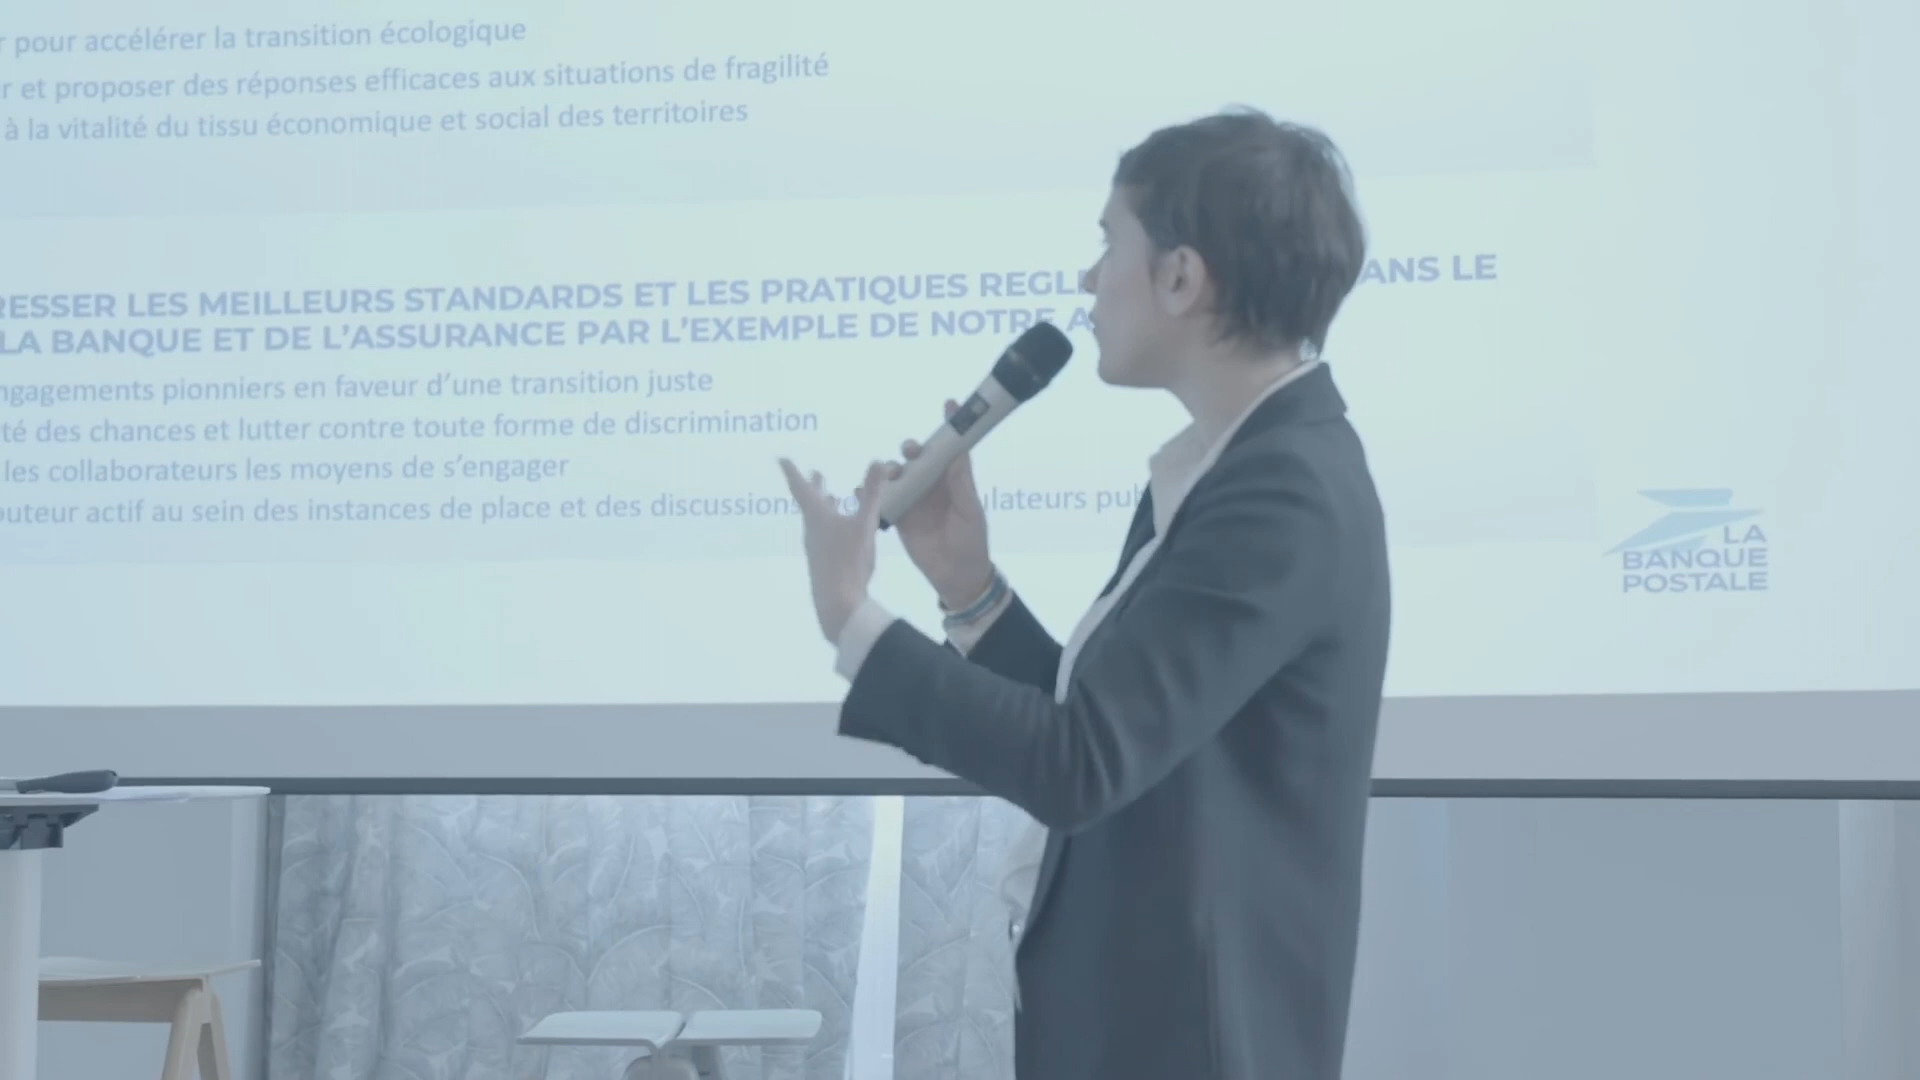 pour accélérer la transition écologique
et proposer des réponses efficaces aux situations de fragilité
à la vitalité du tissu économique et social des territoires
RESSER LES MEILLEURS STANDARDS ET LES PRATIQUES REGLE ANS LE
LA BANQUE ET DE L'ASSURANCE PAR L'EXEMPLE DE NOTRE A
ngagements pionniers en faveur d'une transition juste
té des chances et lutter contre toute forme de discrimination
les collaborateurs les moyens de s'engager
outeur actif au sein des instances de place et des discussions ulateurs pub
LA
BANQUE
POSTALE